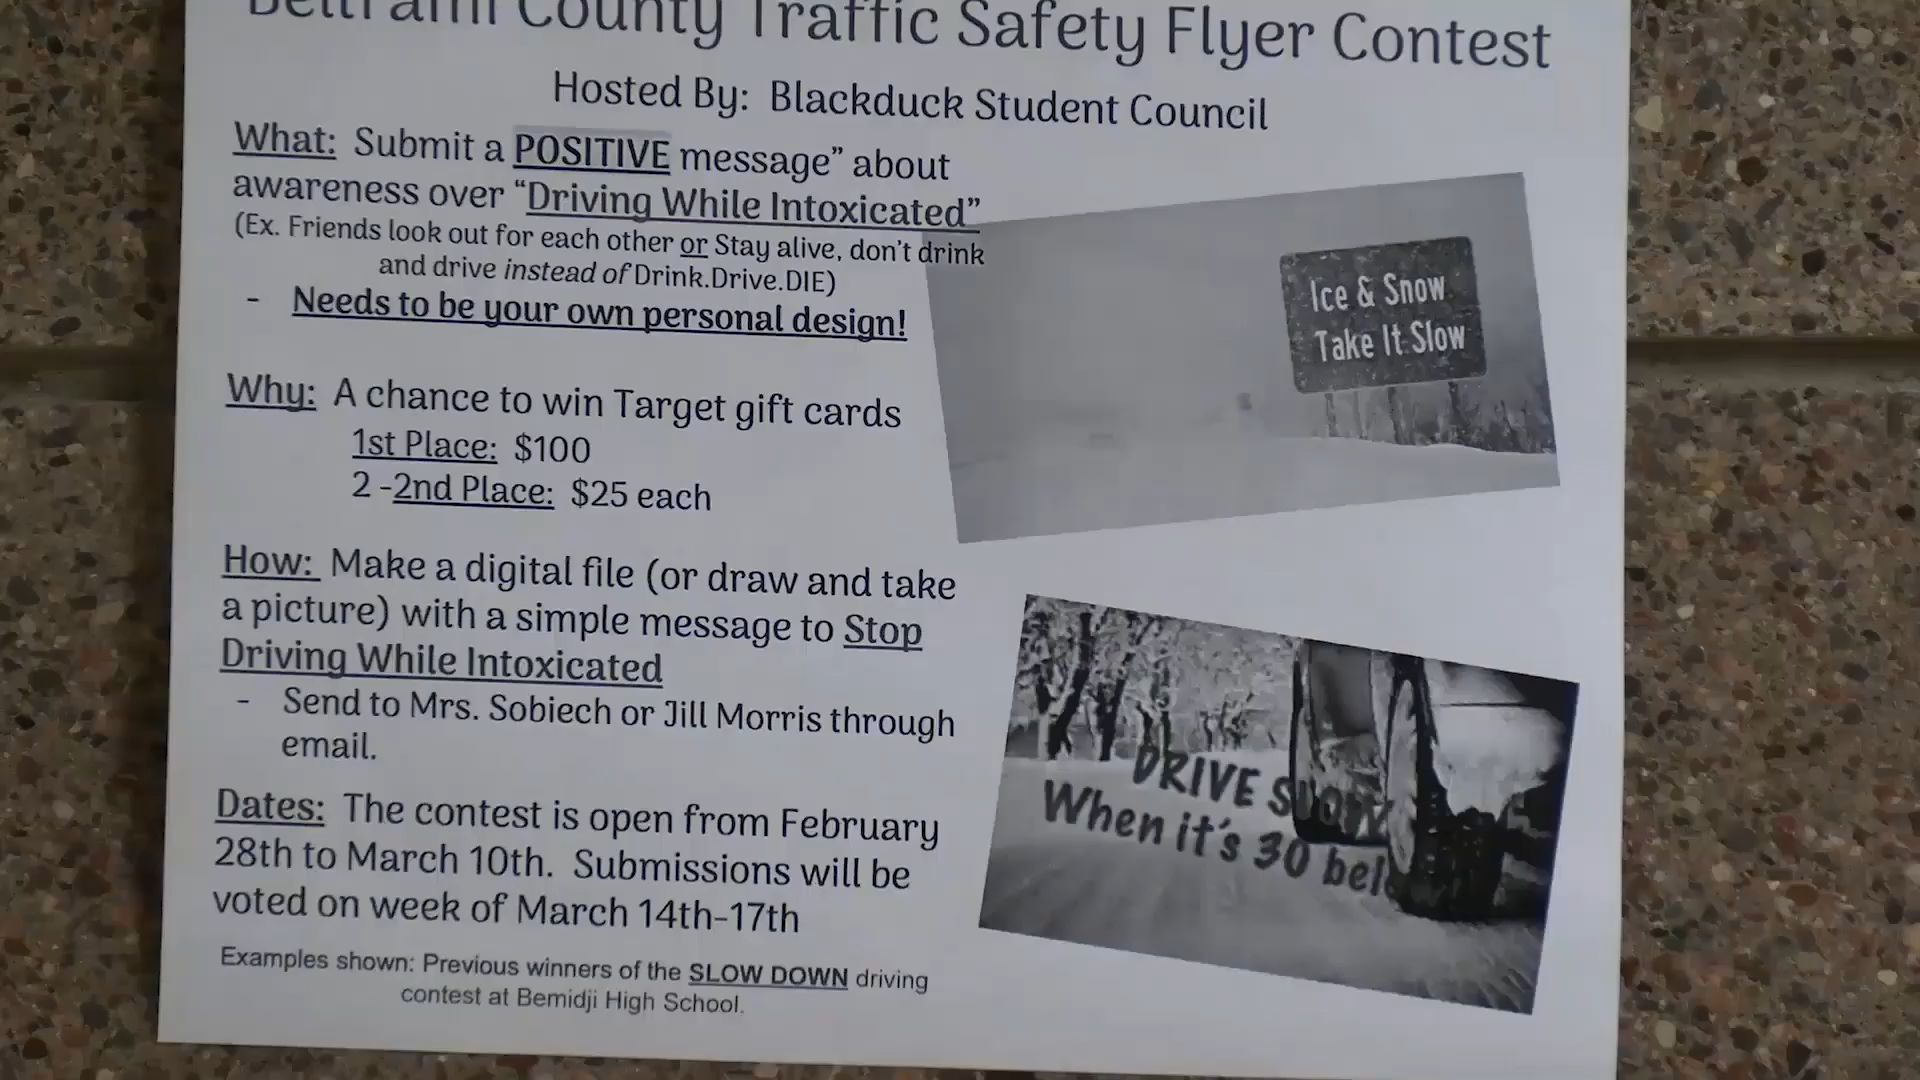 Beltrami County Traffic Safety Flyer Contest
Hosted By: Blackduck Student Council
What: Submit a POSITIVE message” about
awareness over “Driving While Intoxicated”
(Ex. Friends look out for each other or Stay alive, don’t drink
and drive instead of Drink.Drive.DIE)
- Needs to be your own personal design!
Why: A chance to win Target gift cards
1st Place: $100
2 -2nd Place: $25 each
How: Make a digital file (or draw and take
a picture) with a simple message to Stop
Driving While Intoxicated
- Send to Mrs. Sobiech or Jill Morris through
email.
Dates: The contest is open from February
28th to March 10th. Submissions will be
voted on week of March 14th-17th
Examples shown: Previous winners of the SLOW DOWN driving
contest at Bemidji High School.
Ice & Snow
Take It Slow
DRIVE SLOW
When it's 30 below